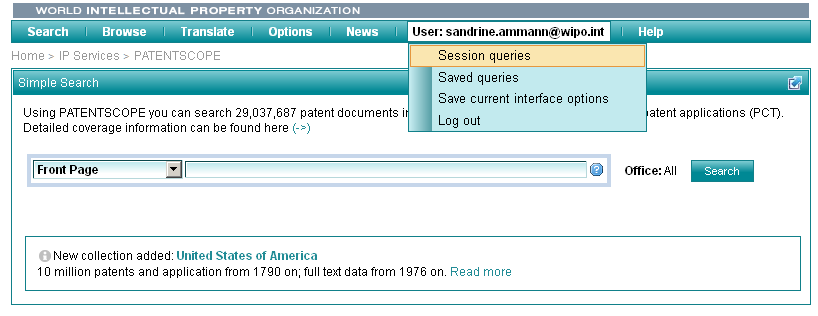 WORLD INTELLECTUAL PROPERTY ORGANIZATION
Search Browse Translate Options News User: sandrine.ammann@wipo.int Help
Home > IP Services > PATENTSCOPE
Session queries
Saved queries
Save current interface options
Log out
Simple Search
Using PATENTSCOPE you can search 29,037,687 patent documents in patent applications (PCT).
Detailed coverage information can be found here (->)
Front Page ? Office: All Search
New collection added: United States of America
10 million patents and application from 1790 on; full text data from 1976 on. Read more